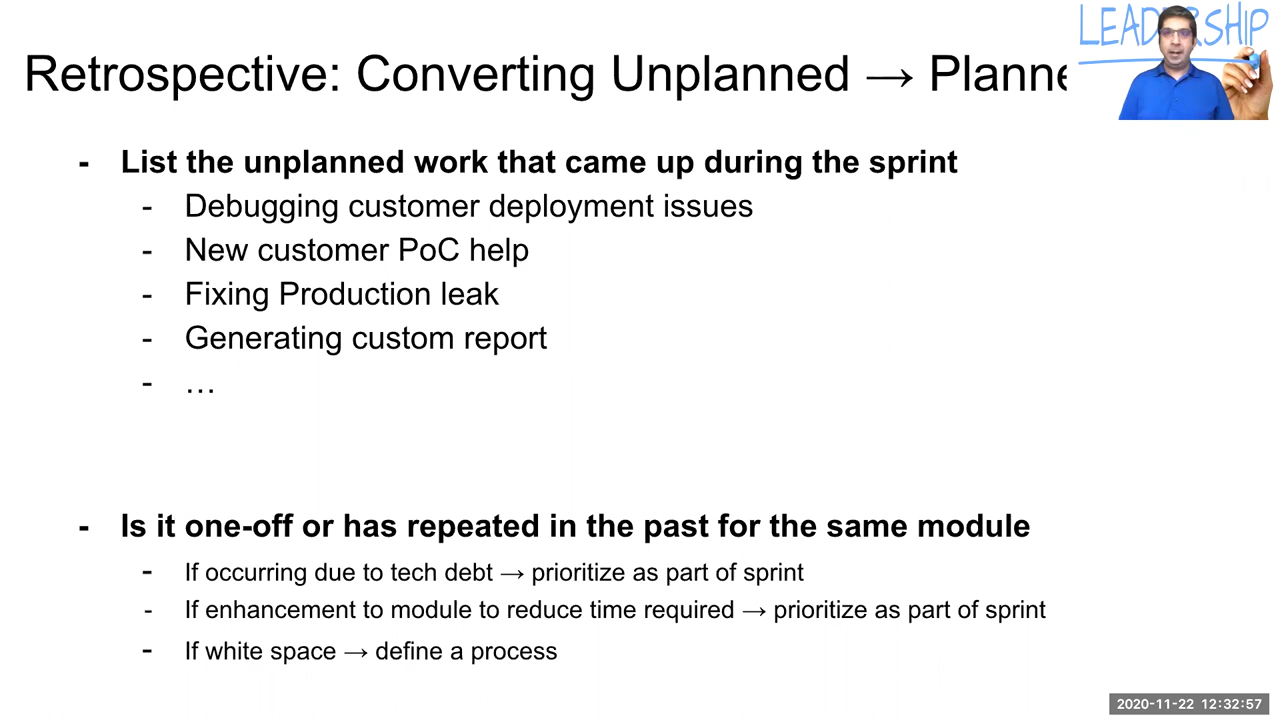 LEADERSHIP
Retrospective: Converting Unplanned → Planne
- List the unplanned work that came up during the sprint
- Debugging customer deployment issues
- New customer PoC help
- Fixing Production leak
- Generating custom report
- …
- Is it one-off or has repeated in the past for the same module
- If occurring due to tech debt → prioritize as part of sprint
- If enhancement to module to reduce time required → prioritize as part of sprint
- If white space → define a process
2020-11-22 12:32:57